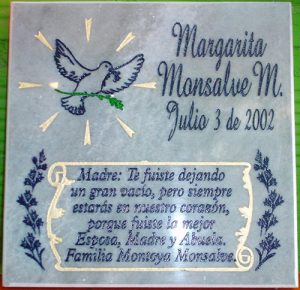 Margarita
Monsalve M.
Julio 3 de 2002
Madre: Te fuiste dejando
un gran vacío, pero siempre
estarás en nuestro corazón,
porque fuiste la mejor
Esposa, Madre y Abuela.
Familia Montoya Monsalve.